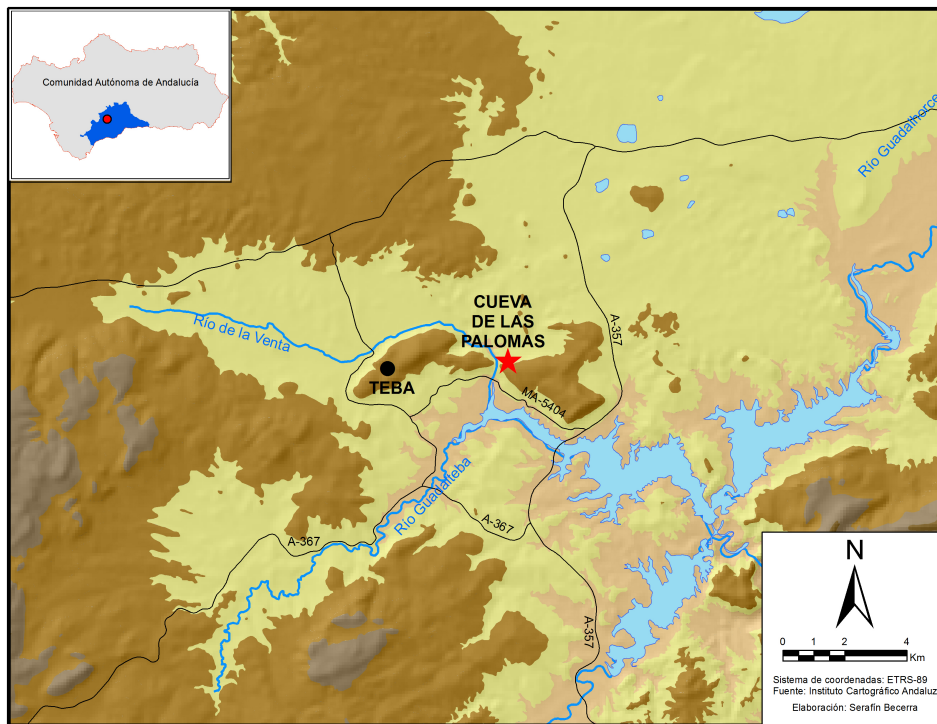 Comunidad Autónoma de Andalucía
Río Guadalhorce
A-357
CUEVA
DE LAS
PALOMAS
Río de la Venta
TEBA
MA-5404
Río Guadalteba
A-367
A-367
A-357
N
0 1 2 4
Km
Sistema de coordenadas: ETRS-89
Fuente: Instituto Cartográfico Andaluz
Elaboración: Serafín Becerra